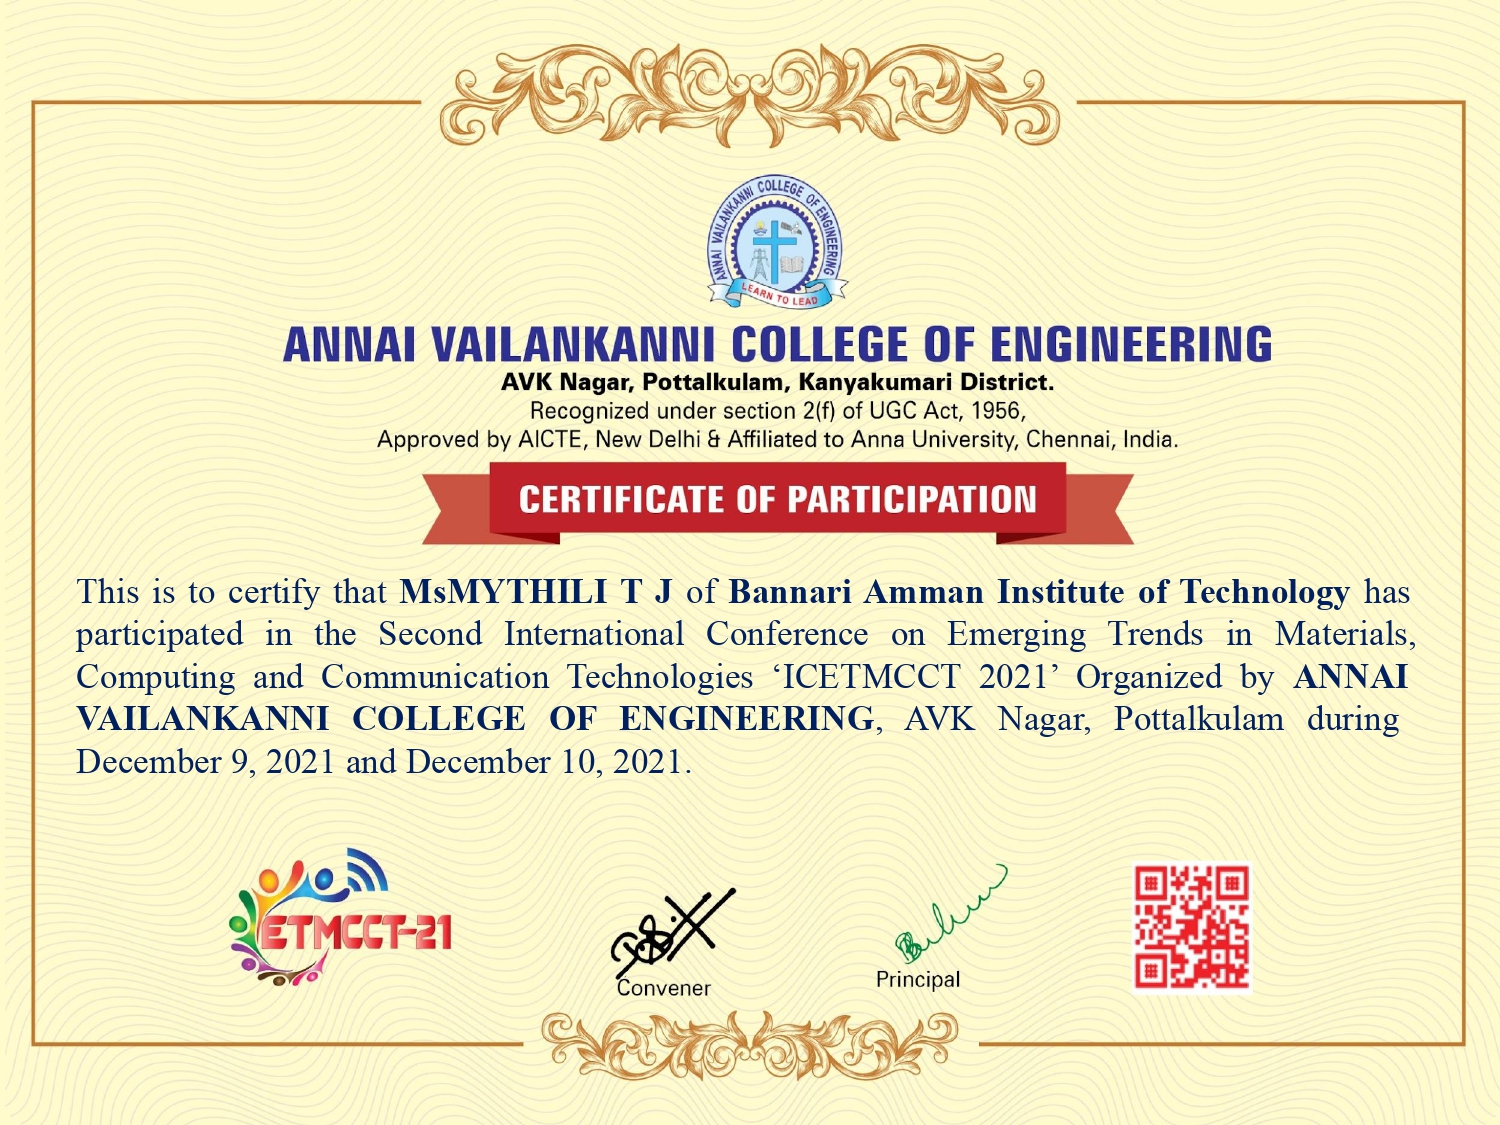 ANNAI VAILANKANNI COLLEGE OF ENGINEERING
LEARN TO LEAD
ANNAI VAILANKANNI COLLEGE OF ENGINEERING
AVK Nagar, Pottalkulam, Kanyakumari District.
Recognized under section 2(f) of UGC Act, 1956,
Approved by AICTE, New Delhi & Affiliated to Anna University, Chennai, India.
CERTIFICATE OF PARTICIPATION
This is to certify that MsMYTHILI T J of Bannari Amman Institute of Technology has
participated in the Second International Conference on Emerging Trends in Materials,
Computing and Communication Technologies ‘ICETMCCT 2021’ Organized by ANNAI
VAILANKANNI COLLEGE OF ENGINEERING, AVK Nagar, Pottalkulam during
December 9, 2021 and December 10, 2021.
ETMCCT-21
Convener
Principal